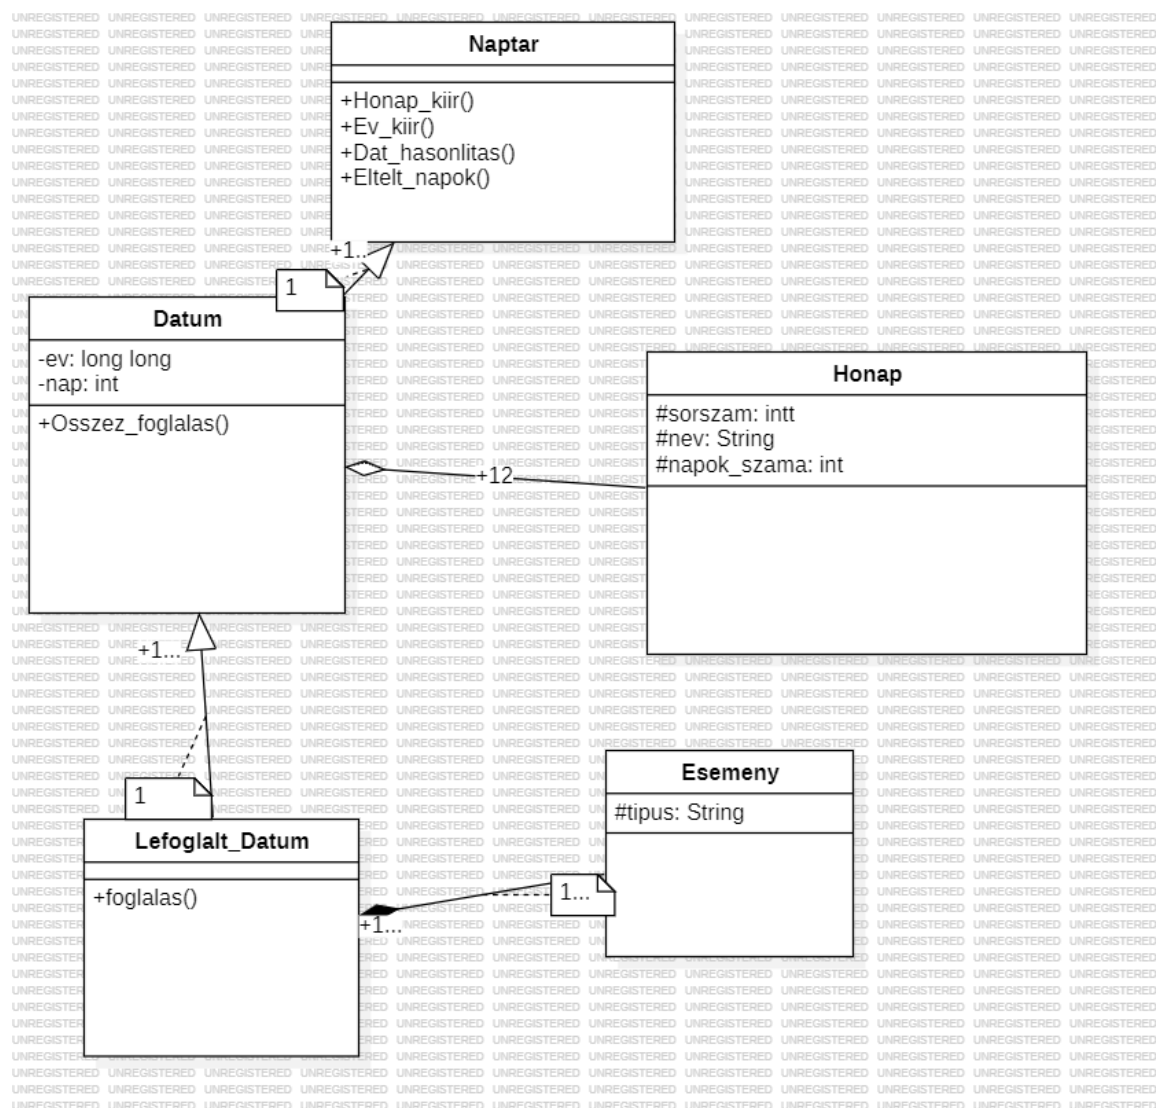 Naptar
+Honap_kiir()
+Ev_kiir()
+Dat_hasonlitas()
+Eltelt_napok()
+1..
1
Datum
-ev: long long
-nap: int
+Osszez_foglalas()
Honap
#sorszam: intt
#nev: String
#napok_szama: int
+12
+1...
1
Lefoglalt_Datum
+foglalas()
Esemeny
#tipus: String
1...
+1...
UNREGISTERED